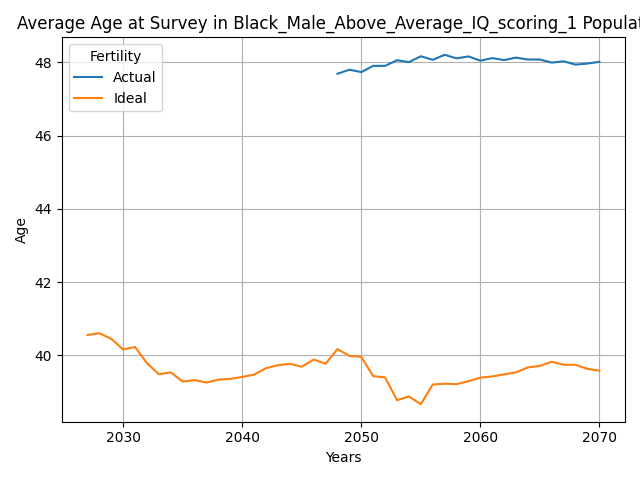 Average Age at Survey in Black_Male_Above_Average_IQ_scoring_1 Populat
Fertility
Actual
Ideal
48
46
44
42
40
Age
2030
2040
2050
2060
2070
Years